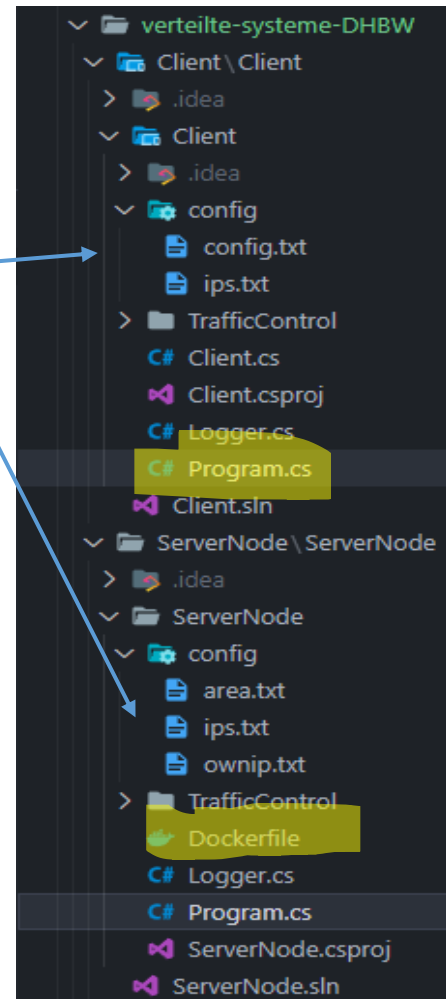 verteilte-systeme-DHBW
Client\Client
.idea
Client
.idea
config
config.txt
ips.txt
TrafficControl
C# Client.cs
Client.csproj
C# Logger.cs
C# Program.cs
Client.sln
ServerNode\ServerNode
.idea
ServerNode
config
area.txt
ips.txt
ownip.txt
TrafficControl
Dockerfile
C# Logger.cs
C# Program.cs
ServerNode.csproj
ServerNode.sln